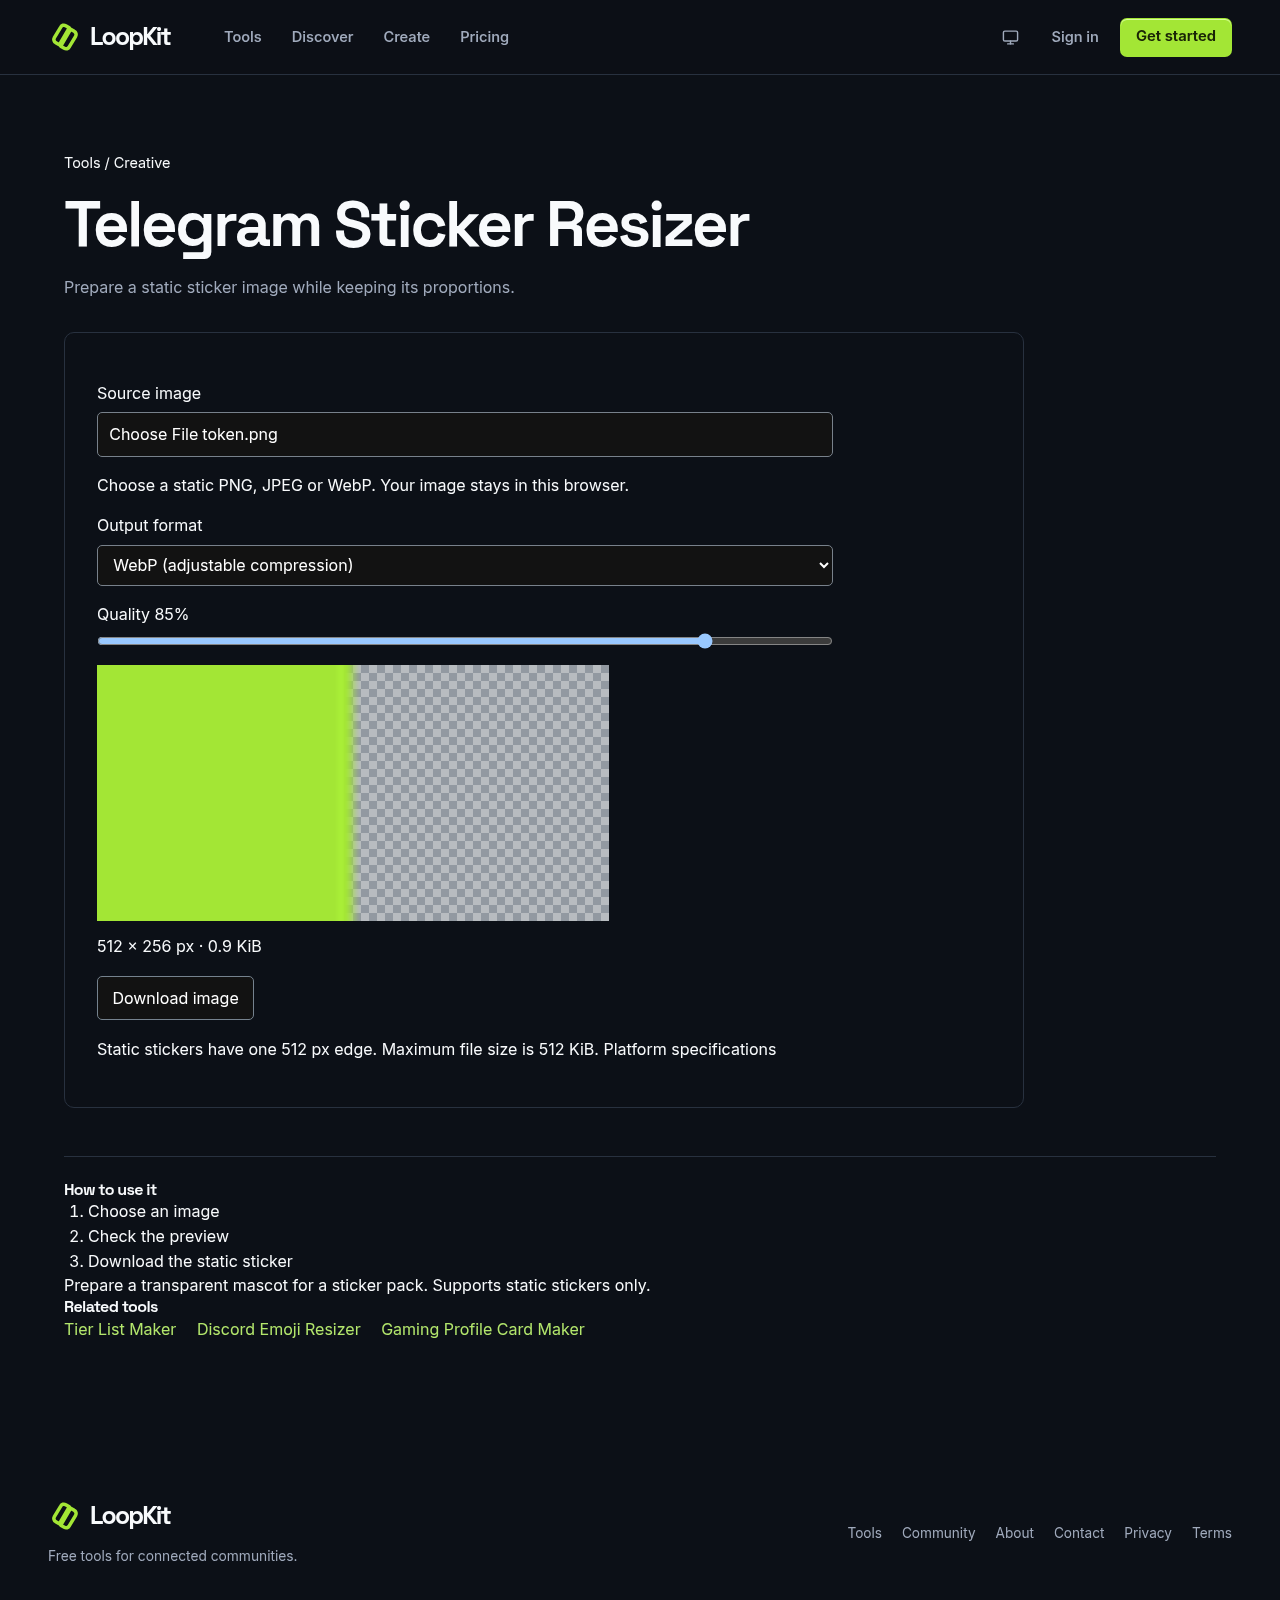 LoopKit
Tools
Discover
Create
Pricing
Sign in
Get started
Tools / Creative
Telegram Sticker Resizer
Prepare a static sticker image while keeping its proportions.
Source image
Choose File token.png
Choose a static PNG, JPEG or WebP. Your image stays in this browser.
Output format
WebP (adjustable compression)
Quality 85%
512 × 256 px · 0.9 KiB
Download image
Static stickers have one 512 px edge. Maximum file size is 512 KiB. Platform specifications
How to use it
1. Choose an image
2. Check the preview
3. Download the static sticker
Prepare a transparent mascot for a sticker pack. Supports static stickers only.
Related tools
Tier List Maker
Discord Emoji Resizer
Gaming Profile Card Maker
LoopKit
Free tools for connected communities.
Tools
Community
About
Contact
Privacy
Terms